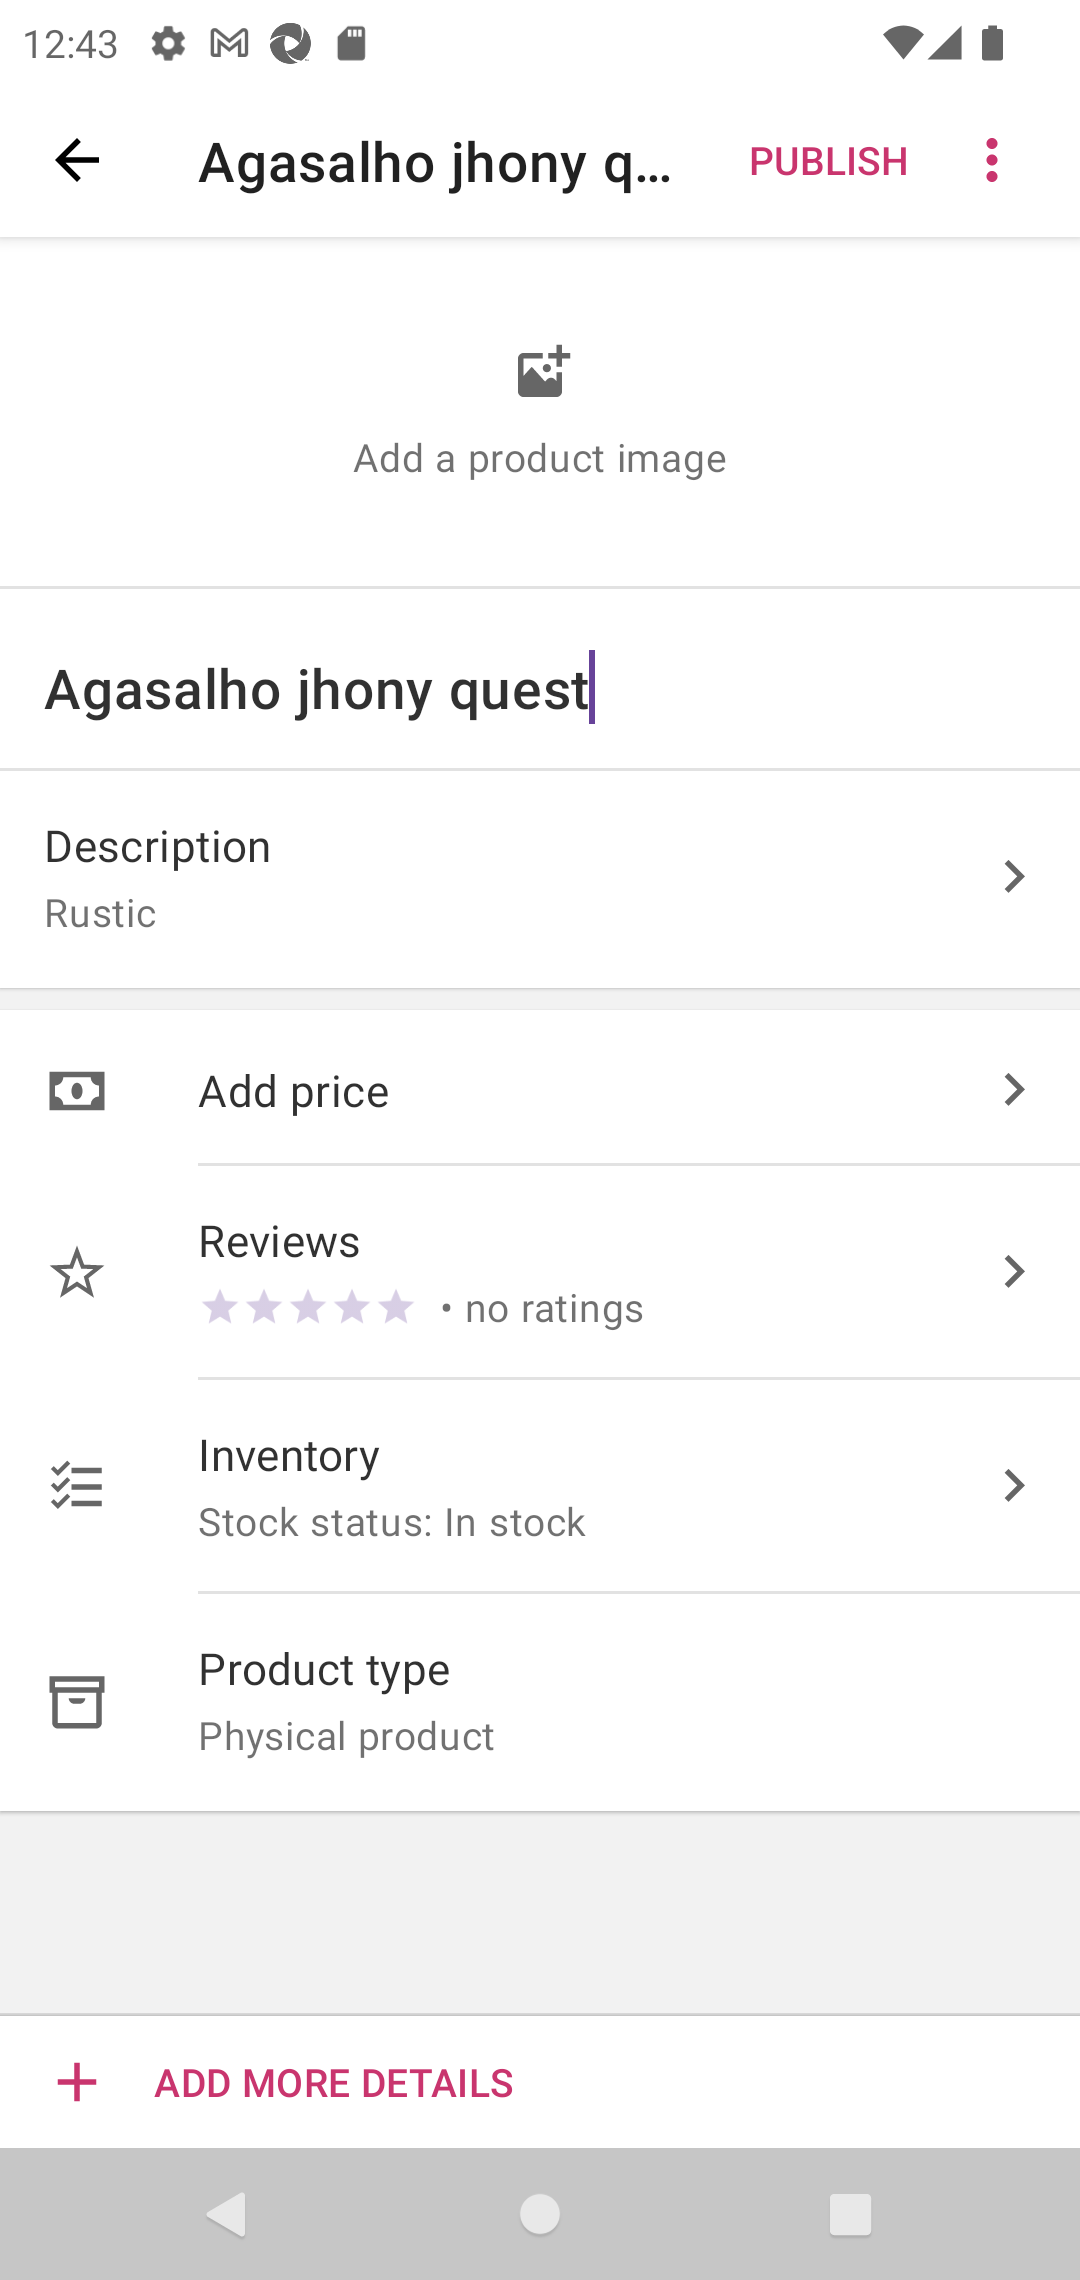 12:43
Agasalho jhony q...
PUBLISH
Add a product image
Agasalho jhony quest
Description
Rustic
Add price
Reviews
• no ratings
Inventory
Stock status: In stock
Product type
Physical product
ADD MORE DETAILS